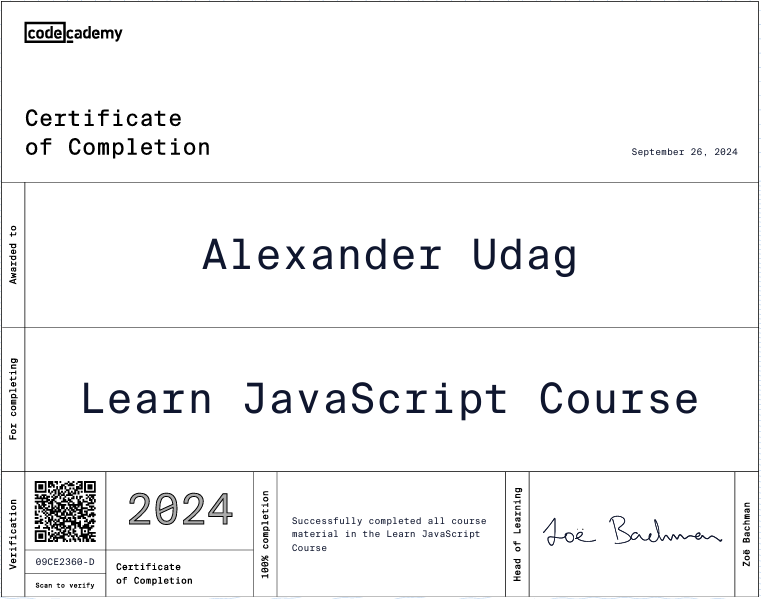 codecademy
Certificate
of Completion
September 26, 2024
Awarded to
Alexander Udag
For completing
Learn JavaScript Course
Verification
09CE2360-D
Scan to verify
2024
Certificate
of Completion
100% completion
Successfully completed all course
material in the Learn JavaScript
Course
Head of Learning
Zoë Bachman
Zoë Bachman